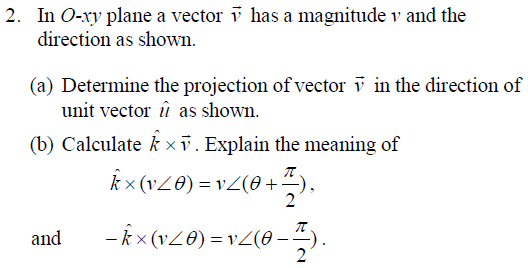 2. In O-xy plane a vector v⃗ has a magnitude v and the
direction as shown.
(a) Determine the projection of vector v⃗ in the direction of
unit vector û as shown.
(b) Calculate k̂ × v⃗. Explain the meaning of
k̂ × (v∠θ) = v∠(θ + π/2),
and − k̂ × (v∠θ) = v∠(θ − π/2).